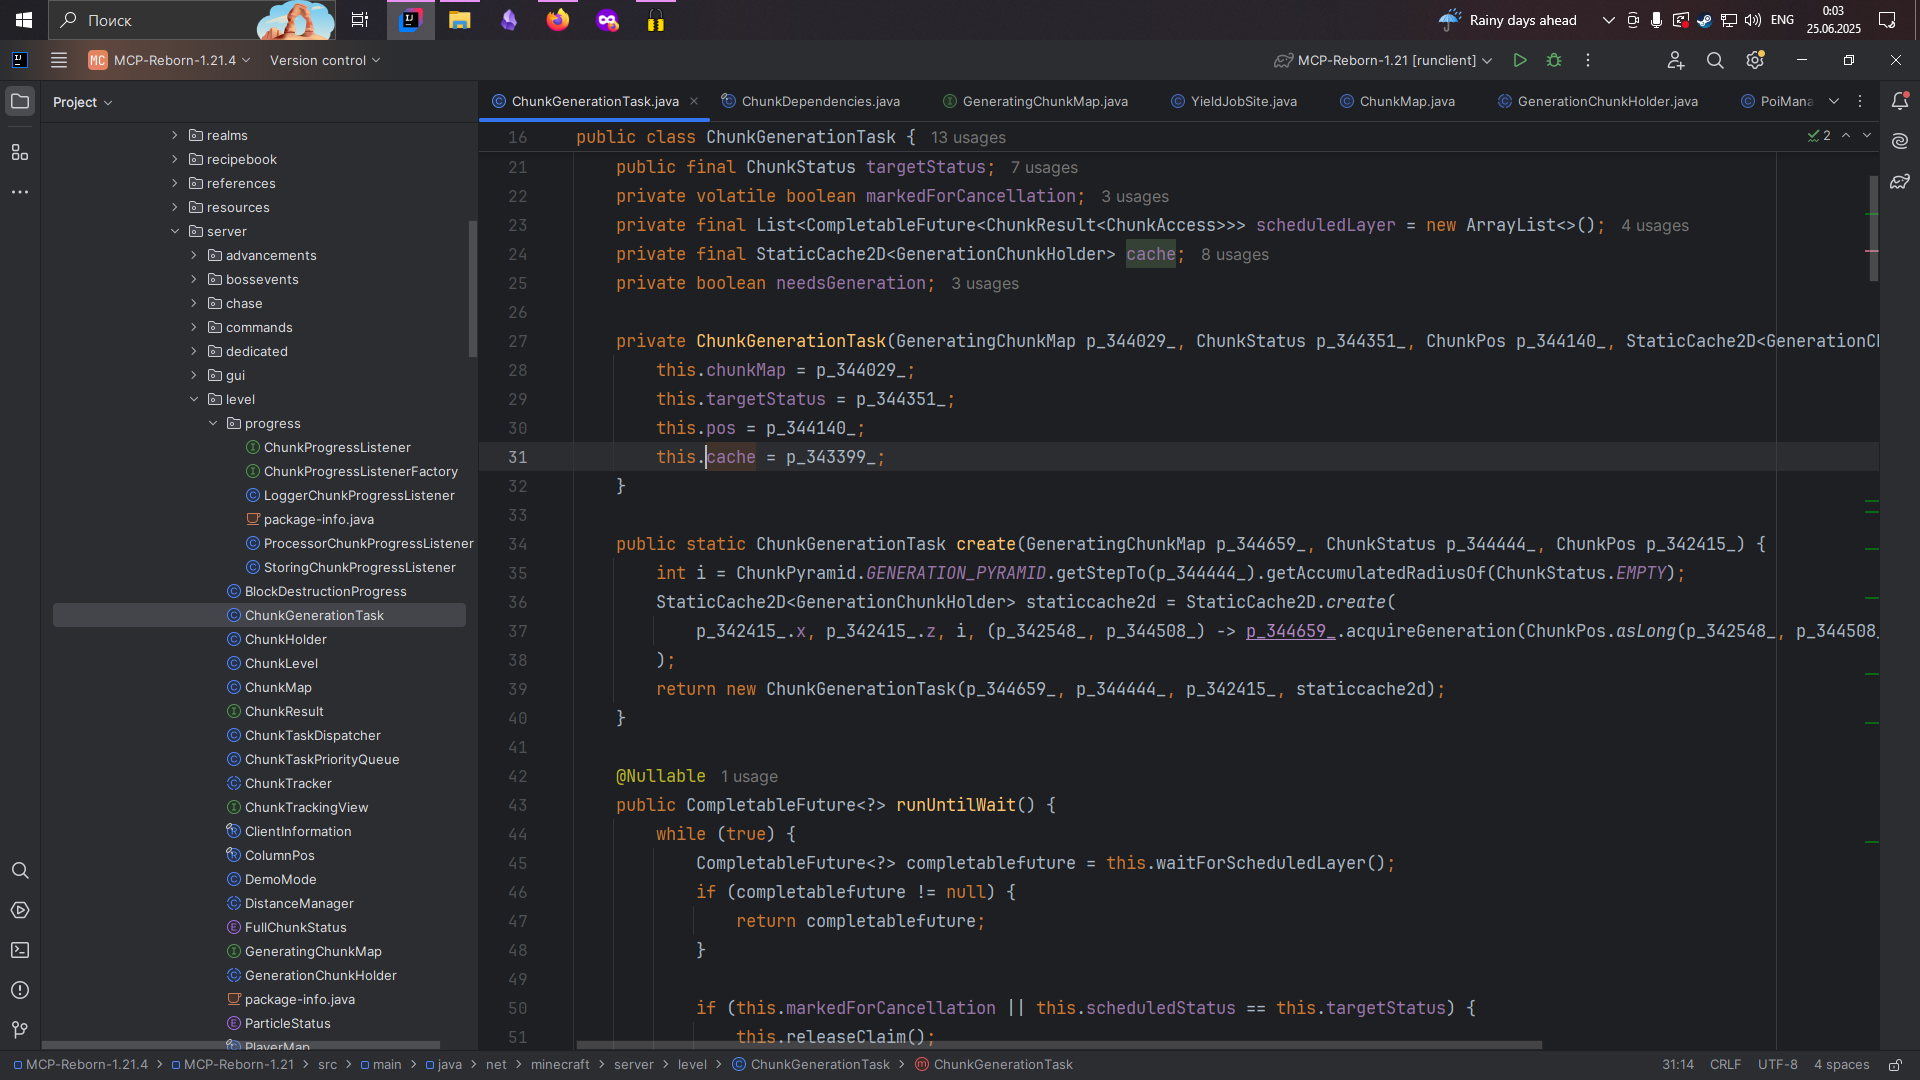 Поиск
Rainy days ahead
ENG
0:03
25.06.2025
MC MCP-Reborn-1.21.4
Version control
MCP-Reborn-1.21 [runclient]
Project
ChunkGenerationTask.java
ChunkDependencies.java
GeneratingChunkMap.java
YieldJobSite.java
ChunkMap.java
GenerationChunkHolder.java
PoiMana
realms
recipebook
references
resources
server
advancements
bossevents
chase
commands
dedicated
gui
level
progress
ChunkProgressListener
ChunkProgressListenerFactory
LoggerChunkProgressListener
package-info.java
ProcessorChunkProgressListener
StoringChunkProgressListener
BlockDestructionProgress
ChunkGenerationTask
ChunkHolder
ChunkLevel
ChunkMap
ChunkResult
ChunkTaskDispatcher
ChunkTaskPriorityQueue
ChunkTracker
ChunkTrackingView
ClientInformation
ColumnPos
DemoMode
DistanceManager
FullChunkStatus
GeneratingChunkMap
GenerationChunkHolder
package-info.java
ParticleStatus
PlayerMap
16 public class ChunkGenerationTask { 13 usages
2
21 public final ChunkStatus targetStatus; 7 usages
22 private volatile boolean markedForCancellation; 3 usages
23 private final List<CompletableFuture<ChunkResult<ChunkAccess>>> scheduledLayer = new ArrayList<>(); 4 usages
24 private final StaticCache2D<GenerationChunkHolder> cache; 8 usages
25 private boolean needsGeneration; 3 usages
26
27 private ChunkGenerationTask(GeneratingChunkMap p_344029_, ChunkStatus p_344351_, ChunkPos p_344140_, StaticCache2D<GenerationCh
28 this.chunkMap = p_344029_;
29 this.targetStatus = p_344351_;
30 this.pos = p_344140_;
31 this.cache = p_343399_;
32 }
33
34 public static ChunkGenerationTask create(GeneratingChunkMap p_344659_, ChunkStatus p_344444_, ChunkPos p_342415_) {
35 int i = ChunkPyramid.GENERATION_PYRAMID.getStepTo(p_344444_).getAccumulatedRadiusOf(ChunkStatus.EMPTY);
36 StaticCache2D<GenerationChunkHolder> staticcache2d = StaticCache2D.create(
37 p_342415_.x, p_342415_.z, i, (p_342548_, p_344508_) -> p_344659_.acquireGeneration(ChunkPos.asLong(p_342548_, p_344508_
38 );
39 return new ChunkGenerationTask(p_344659_, p_344444_, p_342415_, staticcache2d);
40 }
41
42 @Nullable 1 usage
43 public CompletableFuture<?> runUntilWait() {
44 while (true) {
45 CompletableFuture<?> completablefuture = this.waitForScheduledLayer();
46 if (completablefuture != null) {
47 return completablefuture;
48 }
49
50 if (this.markedForCancellation || this.scheduledStatus == this.targetStatus) {
51 this.releaseClaim();
MCP-Reborn-1.21.4 > MCP-Reborn-1.21 > src > main > java > net > minecraft > server > level > ChunkGenerationTask > ChunkGenerationTask
31:14 CRLF UTF-8 4 spaces